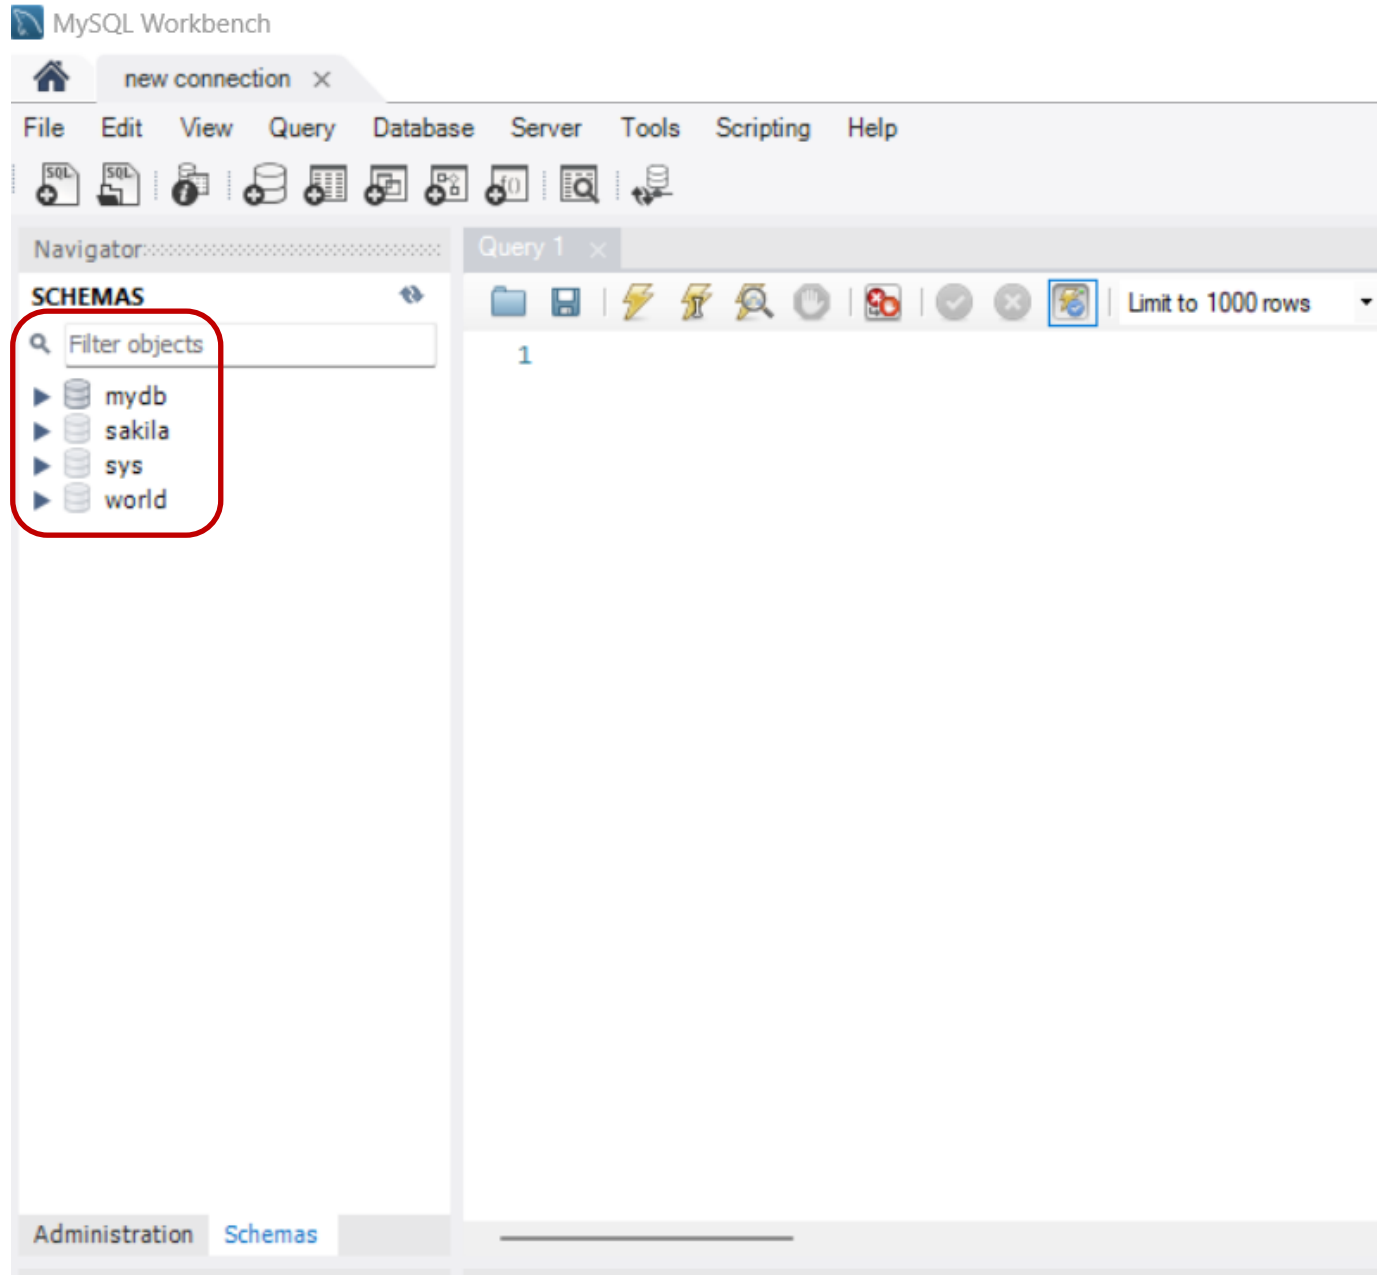 MySQL Workbench
new connection
File Edit View Query Database Server Tools Scripting Help
SQL SQL f()
Navigator
Query 1
SCHEMAS
Limit to 1000 rows
Filter objects
1
mydb
sakila
sys
world
Administration Schemas